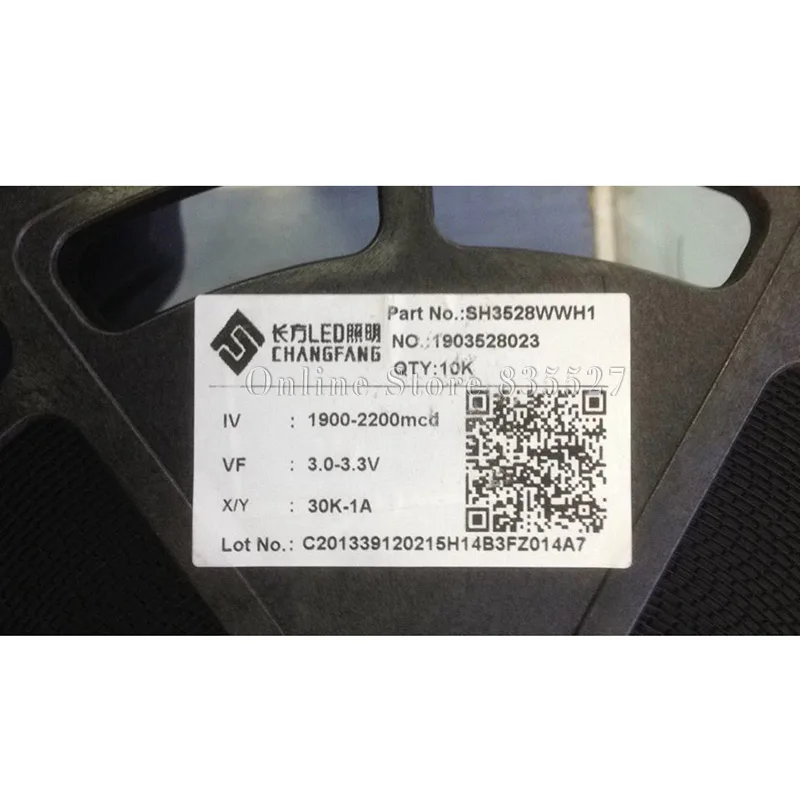 长方LED照明
CHANGFANG
Part No.:SH3528WWH1
NO.:1903528023
QTY:10K
Online Store 835527
IV : 1900-2200mcd
VF : 3.0-3.3V
X/Y : 30K-1A
Lot No.: C201339120215H14B3FZ014A7